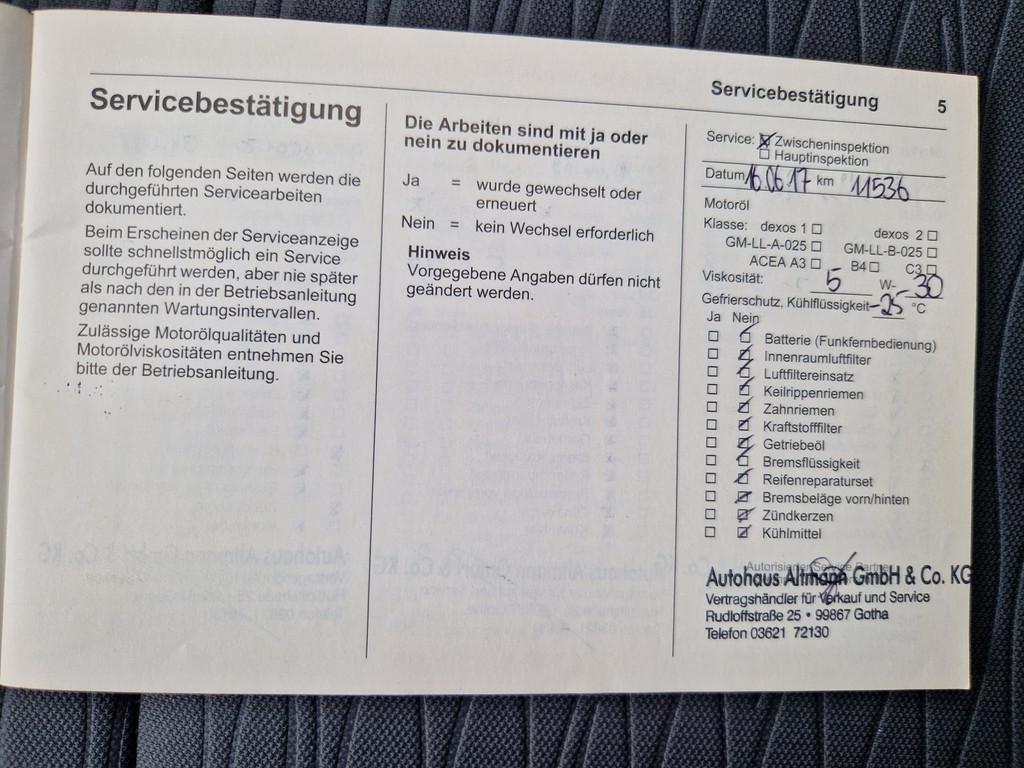 Servicebestätigung
Auf den folgenden Seiten werden die
durchgeführten Servicearbeiten
dokumentiert.
Beim Erscheinen der Serviceanzeige
sollte schnellstmöglich ein Service
durchgeführt werden, aber nie später
als nach den in der Betriebsanleitung
genannten Wartungsintervallen.
Zulässige Motorölqualitäten und
Motorölviskositäten entnehmen Sie
bitte der Betriebsanleitung.
Die Arbeiten sind mit ja oder
nein zu dokumentieren
Ja = wurde gewechselt oder
erneuert
Nein = kein Wechsel erforderlich
Hinweis
Vorgegebene Angaben dürfen nicht
geändert werden.
Servicebestätigung 5
Service: ☒ Zwischeninspektion
☐ Hauptinspektion
Datum 16.06.17 km 11536
Motoröl
Klasse: dexos 1 ☐ dexos 2 ☐
GM-LL-A-025 ☐ GM-LL-B-025 ☐
ACEA A3 ☐ B4 ☐ C3 ☐
Viskosität: 5 W- 30
Gefrierschutz, Kühlflüssigkeit -25 °C
Ja Nein
☐ ☑ Batterie (Funkfernbedienung)
☐ ☑ Innenraumluftfilter
☐ ☑ Luftfiltereinsatz
☐ ☑ Keilrippenriemen
☐ ☑ Zahnriemen
☐ ☑ Kraftstofffilter
☐ ☑ Getriebeöl
☐ ☑ Bremsflüssigkeit
☐ ☑ Reifenreparaturset
☐ ☑ Bremsbeläge vorn/hinten
☐ ☑ Zündkerzen
☐ ☑ Kühlmittel
Autorisierter Service Partner
Autohaus Altmann GmbH & Co. KG
Vertragshändler für Verkauf und Service
Rudloffstraße 25 • 99867 Gotha
Telefon 03621 72130